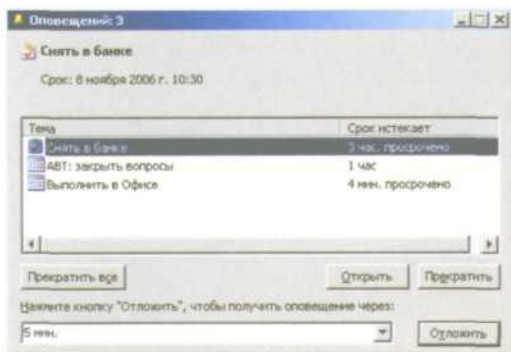 Оповещений: 3
Снять в банке
Срок: 8 ноября 2006 г. 10:30
Тема Срок истекает
Снять в банке 3 час. просрочено
АВТ: закрыть вопросы 1 час
Выполнить в Офисе 4 мин. просрочено
Прекратить все Открыть Прекратить
Нажмите кнопку "Отложить", чтобы получить оповещение через:
5 мин. Отложить